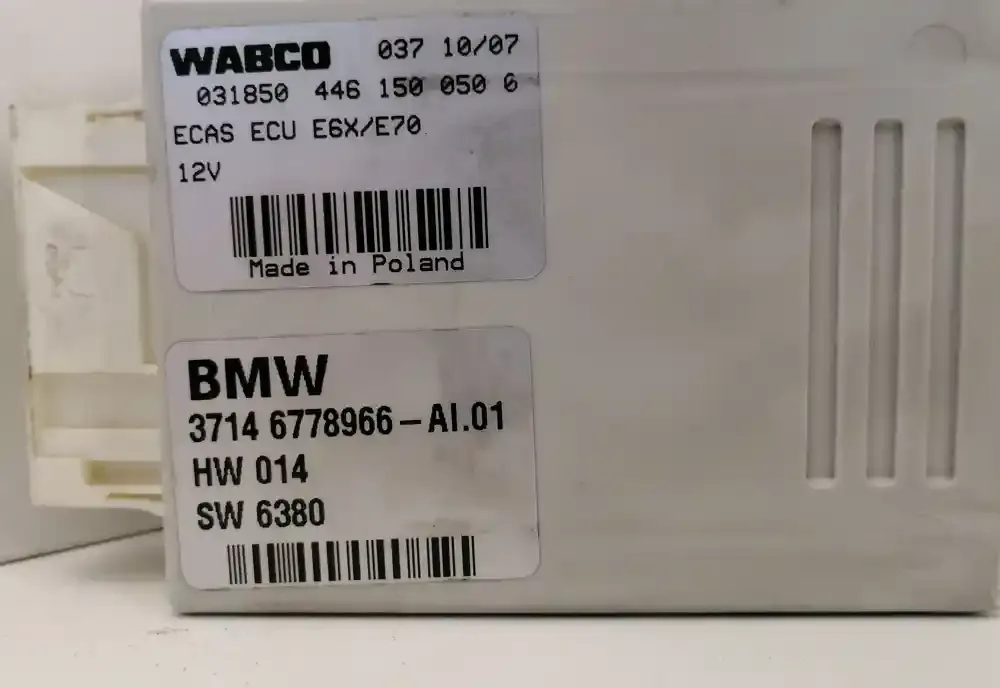 WABCO 037 10/07
031850 446 150 050 6
ECAS ECU E6X/E70
12V
Made in Poland
BMW
3714 6778966-AI.01
HW 014
SW 6380